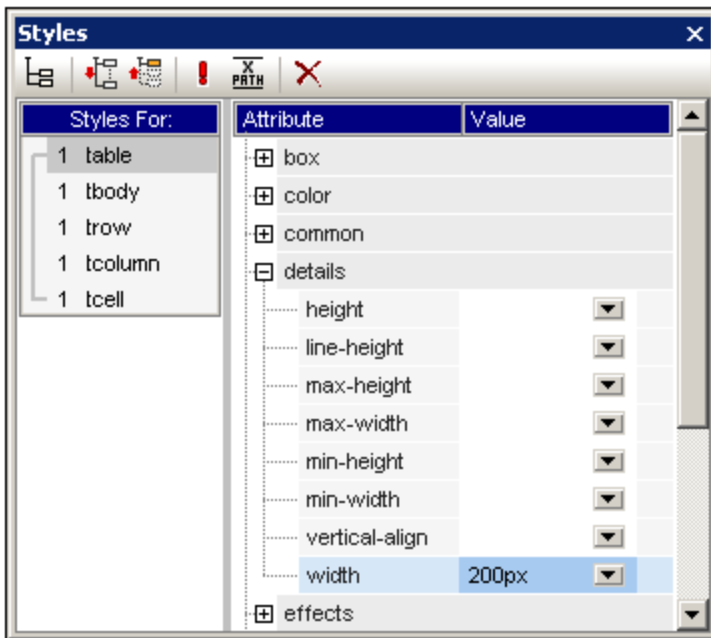 Styles
X
PATH
Styles For:
1 table
1 tbody
1 trow
1 tcolumn
1 tcell
Attribute Value
box
color
common
details
height
line-height
max-height
max-width
min-height
min-width
vertical-align
width 200px
effects